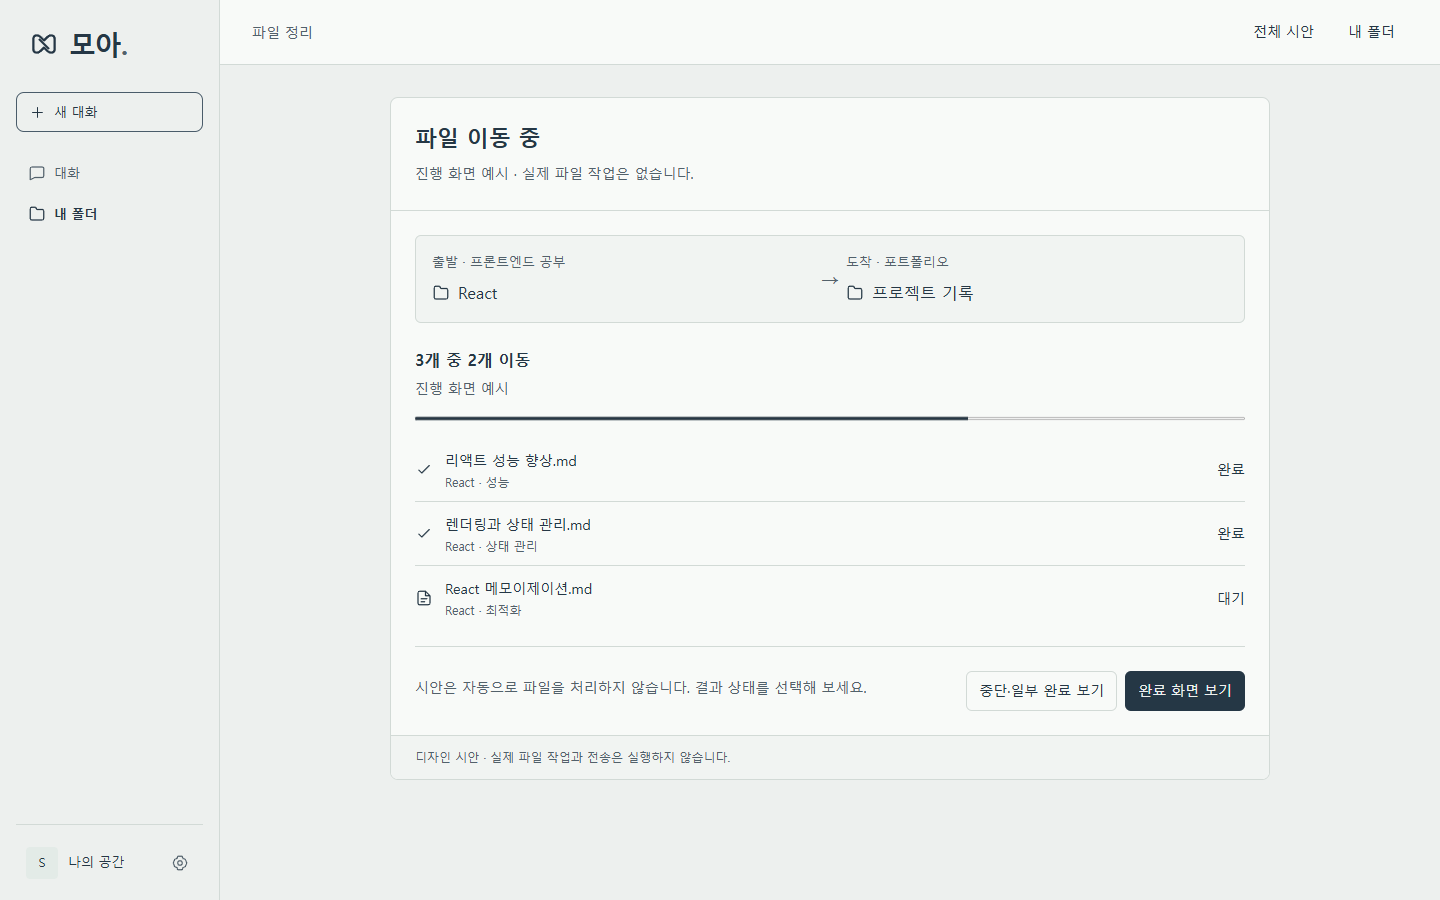 모아.
새 대화
대화
내 폴더
S 나의 공간
파일 정리
전체 시안 내 폴더
파일 이동 중
진행 화면 예시 · 실제 파일 작업은 없습니다.
출발 · 프론트엔드 공부
React
→
도착 · 포트폴리오
프로젝트 기록
3개 중 2개 이동
진행 화면 예시
리액트 성능 향상.md
React · 성능
완료
렌더링과 상태 관리.md
React · 상태 관리
완료
React 메모이제이션.md
React · 최적화
대기
시안은 자동으로 파일을 처리하지 않습니다. 결과 상태를 선택해 보세요.
중단·일부 완료 보기
완료 화면 보기
디자인 시안 · 실제 파일 작업과 전송은 실행하지 않습니다.